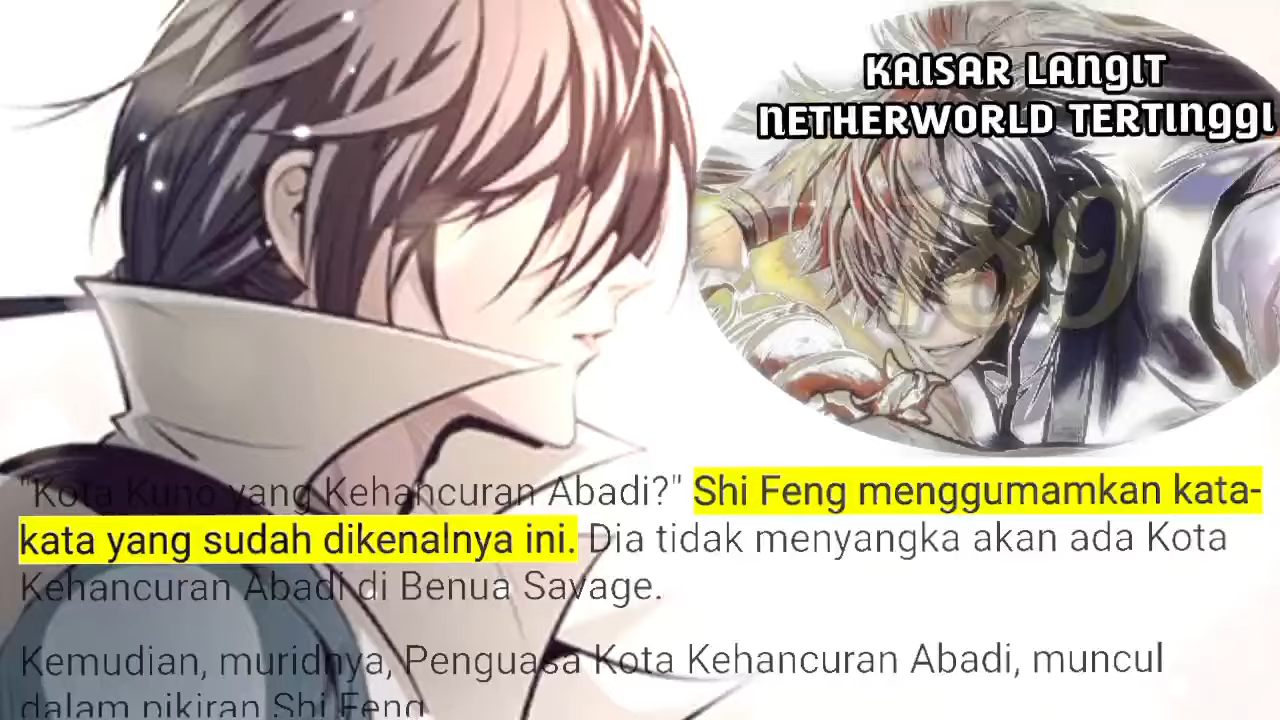 KAISAR LANGIT
NETHERWORLD TERTINGGI
189
"Kota Kuno yang Kehancuran Abadi?" Shi Feng menggumamkan kata-
kata yang sudah dikenalnya ini. Dia tidak menyangka akan ada Kota
Kehancuran Abadi di Benua Savage.
Kemudian, muridnya, Penguasa Kota Kehancuran Abadi, muncul
dalam pikiran Shi Feng